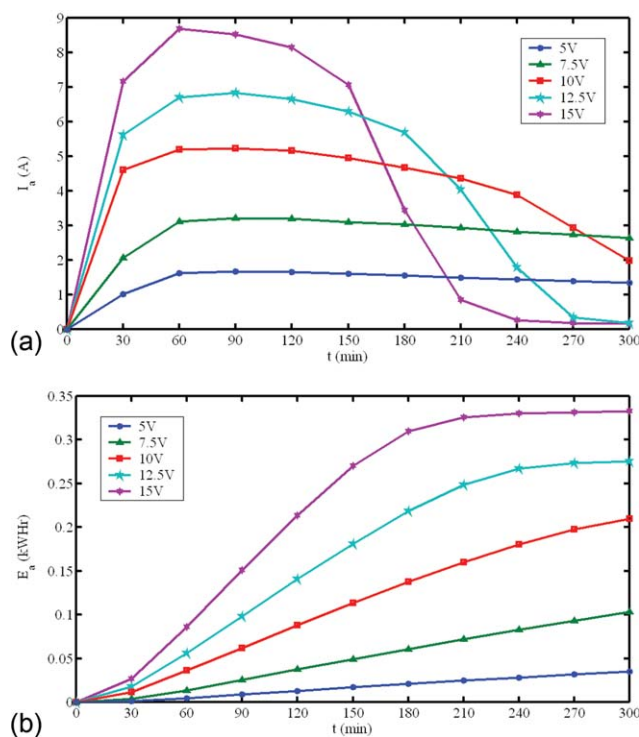 9
8
7
6
5
4
3
2
1
0
I_a (A)
5V
7.5V
10V
12.5V
15V
0 30 60 90 120 150 180 210 240 270 300
t (min)
(a)
0.35
0.3
0.25
0.2
0.15
0.1
0.05
0
E_a (kWHr)
5V
7.5V
10V
12.5V
15V
0 30 60 90 120 150 180 210 240 270 300
t (min)
(b)